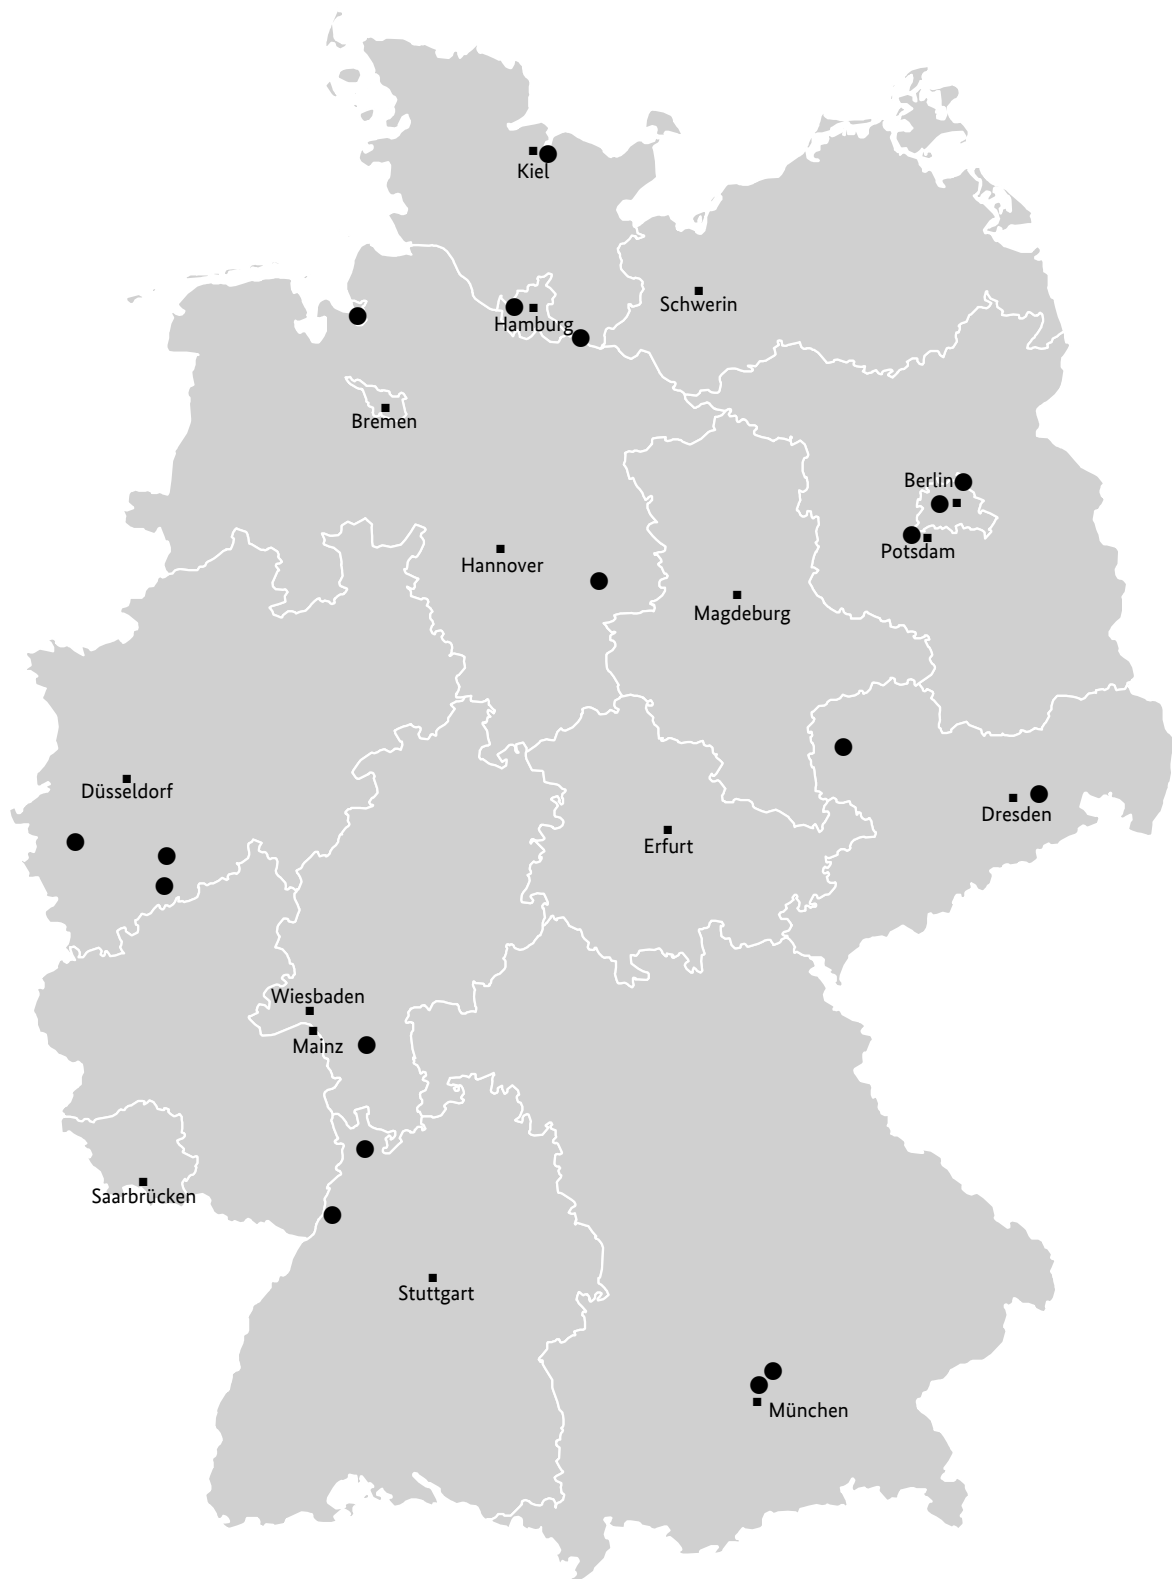 Kiel
Schwerin
Hamburg
Bremen
Berlin
Potsdam
Hannover
Magdeburg
Düsseldorf
Dresden
Erfurt
Wiesbaden
Mainz
Saarbrücken
Stuttgart
München